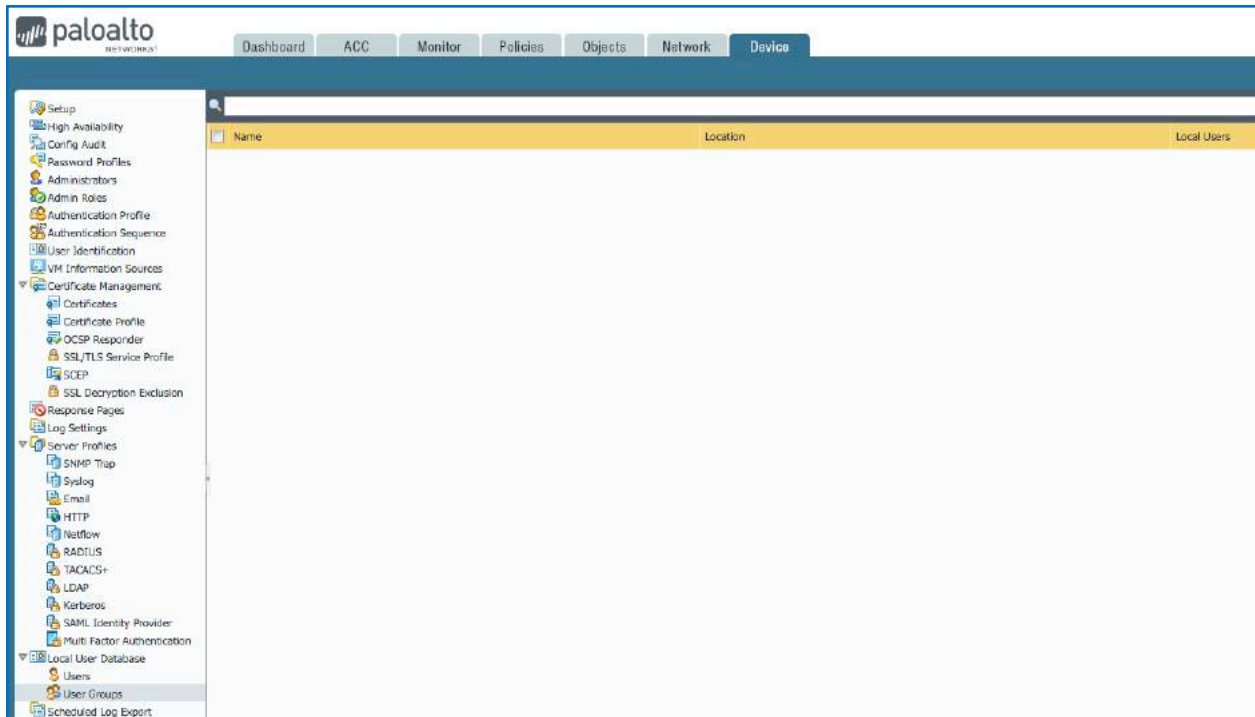 paloalto
NETWORKS
Dashboard ACC Monitor Policies Objects Network Device
Name Location Local Users
Setup
High Availability
Config Audit
Password Profiles
Administrators
Admin Roles
Authentication Profile
Authentication Sequence
User Identification
VM Information Sources
Certificate Management
Certificates
Certificate Profile
OCSP Responder
SSL/TLS Service Profile
SCEP
SSL Decryption Exclusion
Response Pages
Log Settings
Server Profiles
SNMP Trap
Syslog
Email
HTTP
Netflow
RADIUS
TACACS+
LDAP
Kerberos
SAML Identity Provider
Multi Factor Authentication
Local User Database
Users
User Groups
Scheduled Log Export